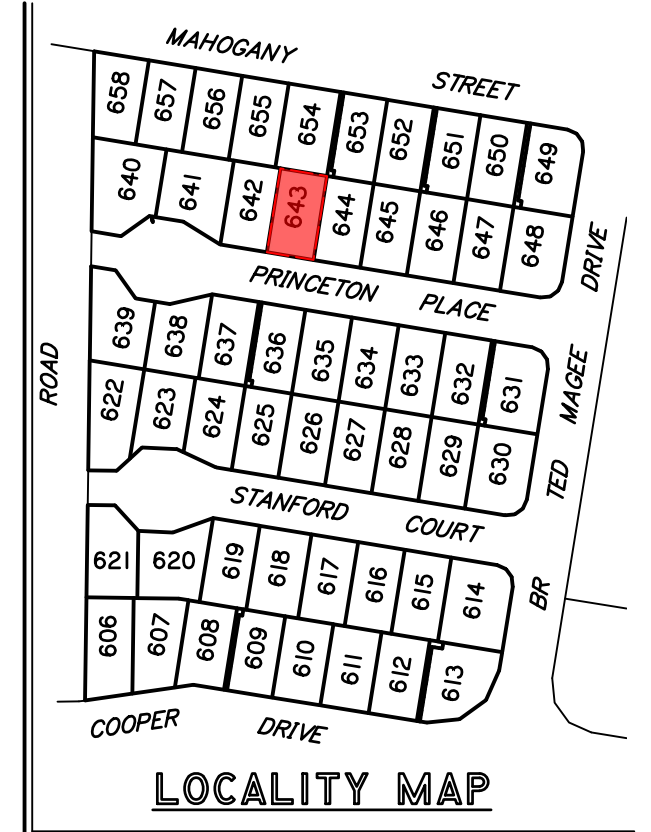 MAHOGANY STREET
658 657 656 655 654 653 652 651 650 649
640 641 642 643 644 645 646 647 648
DRIVE
PRINCETON PLACE
639 638 637 636 635 634 633 632 631
ROAD
MAGEE
622 623 624 625 626 627 628 629 630
TED
STANFORD COURT
621 620 619 618 617 616 615 614
BR
606 607 608 609 610 611 612 613
COOPER DRIVE
LOCALITY MAP